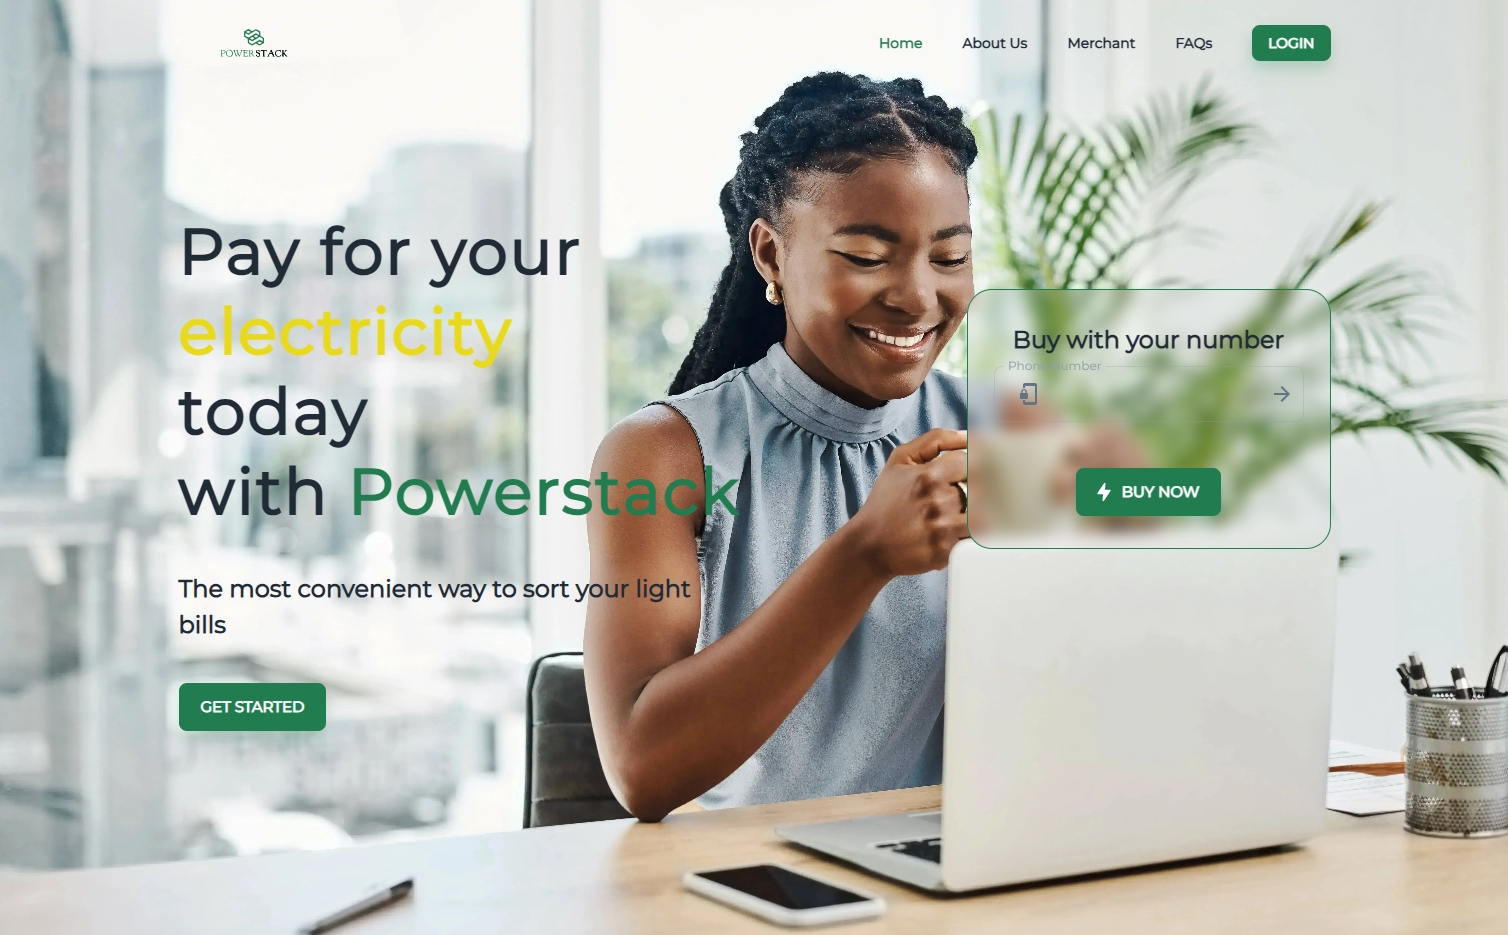 POWERSTACK
Home
About Us
Merchant
FAQs
LOGIN
Pay for your
electricity
today
with Powerstack
The most convenient way to sort your light
bills
GET STARTED
Buy with your number
Phone Number
BUY NOW